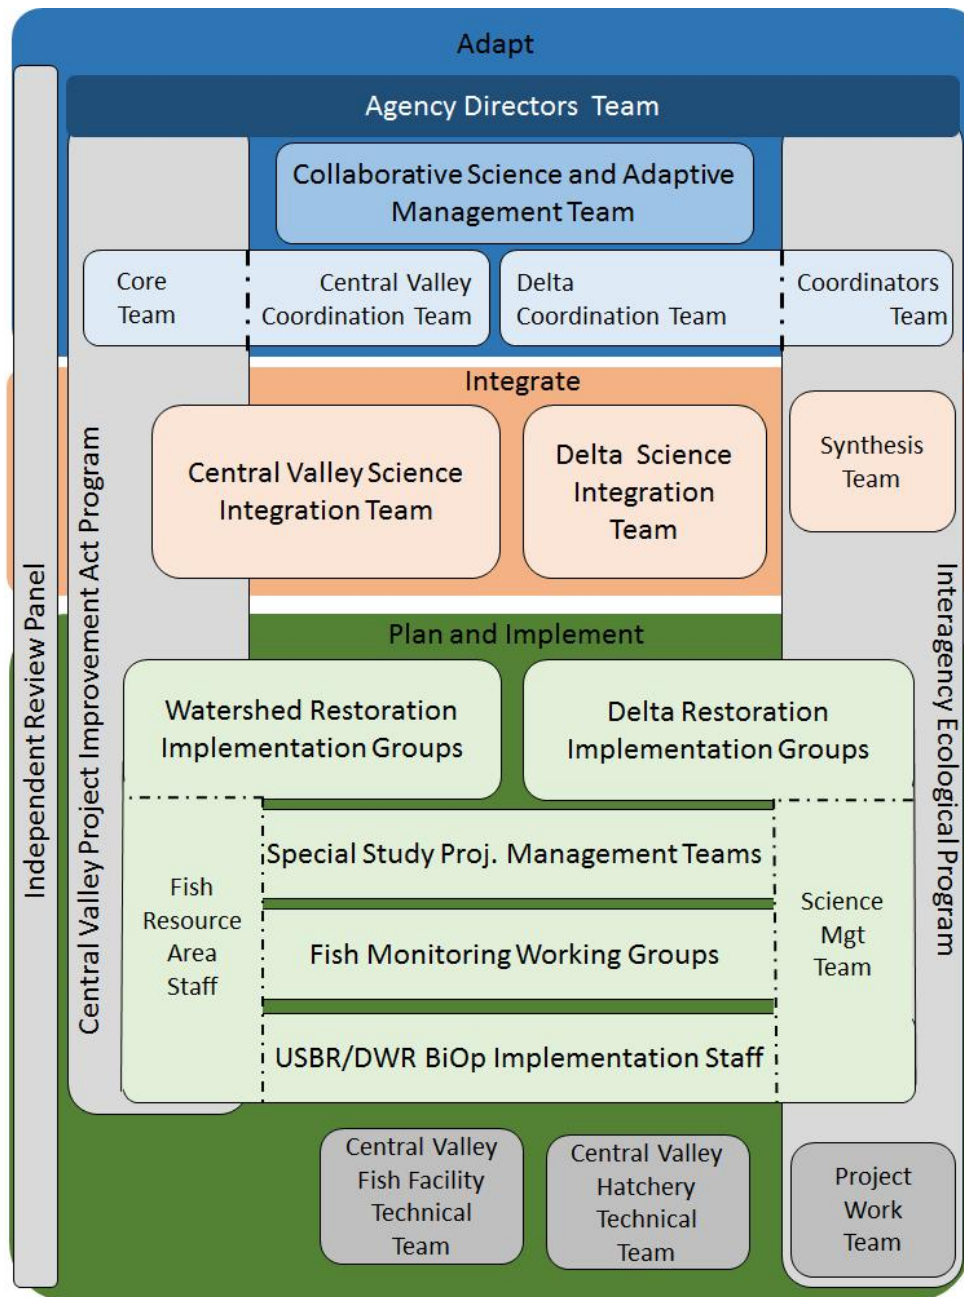 Adapt
Agency Directors Team
Collaborative Science and Adaptive
Management Team
Core
Team
Central Valley
Coordination Team
Delta
Coordination Team
Coordinators
Team
Integrate
Central Valley Science
Integration Team
Delta Science
Integration
Team
Synthesis
Team
Independent Review Panel
Central Valley Project Improvement Act Program
Interagency Ecological Program
Plan and Implement
Watershed Restoration
Implementation Groups
Delta Restoration
Implementation Groups
Special Study Proj. Management Teams
Fish
Resource
Area
Staff
Fish Monitoring Working Groups
Science
Mgt
Team
USBR/DWR BiOp Implementation Staff
Central Valley
Fish Facility
Technical
Team
Central Valley
Hatchery
Technical
Team
Project
Work
Team